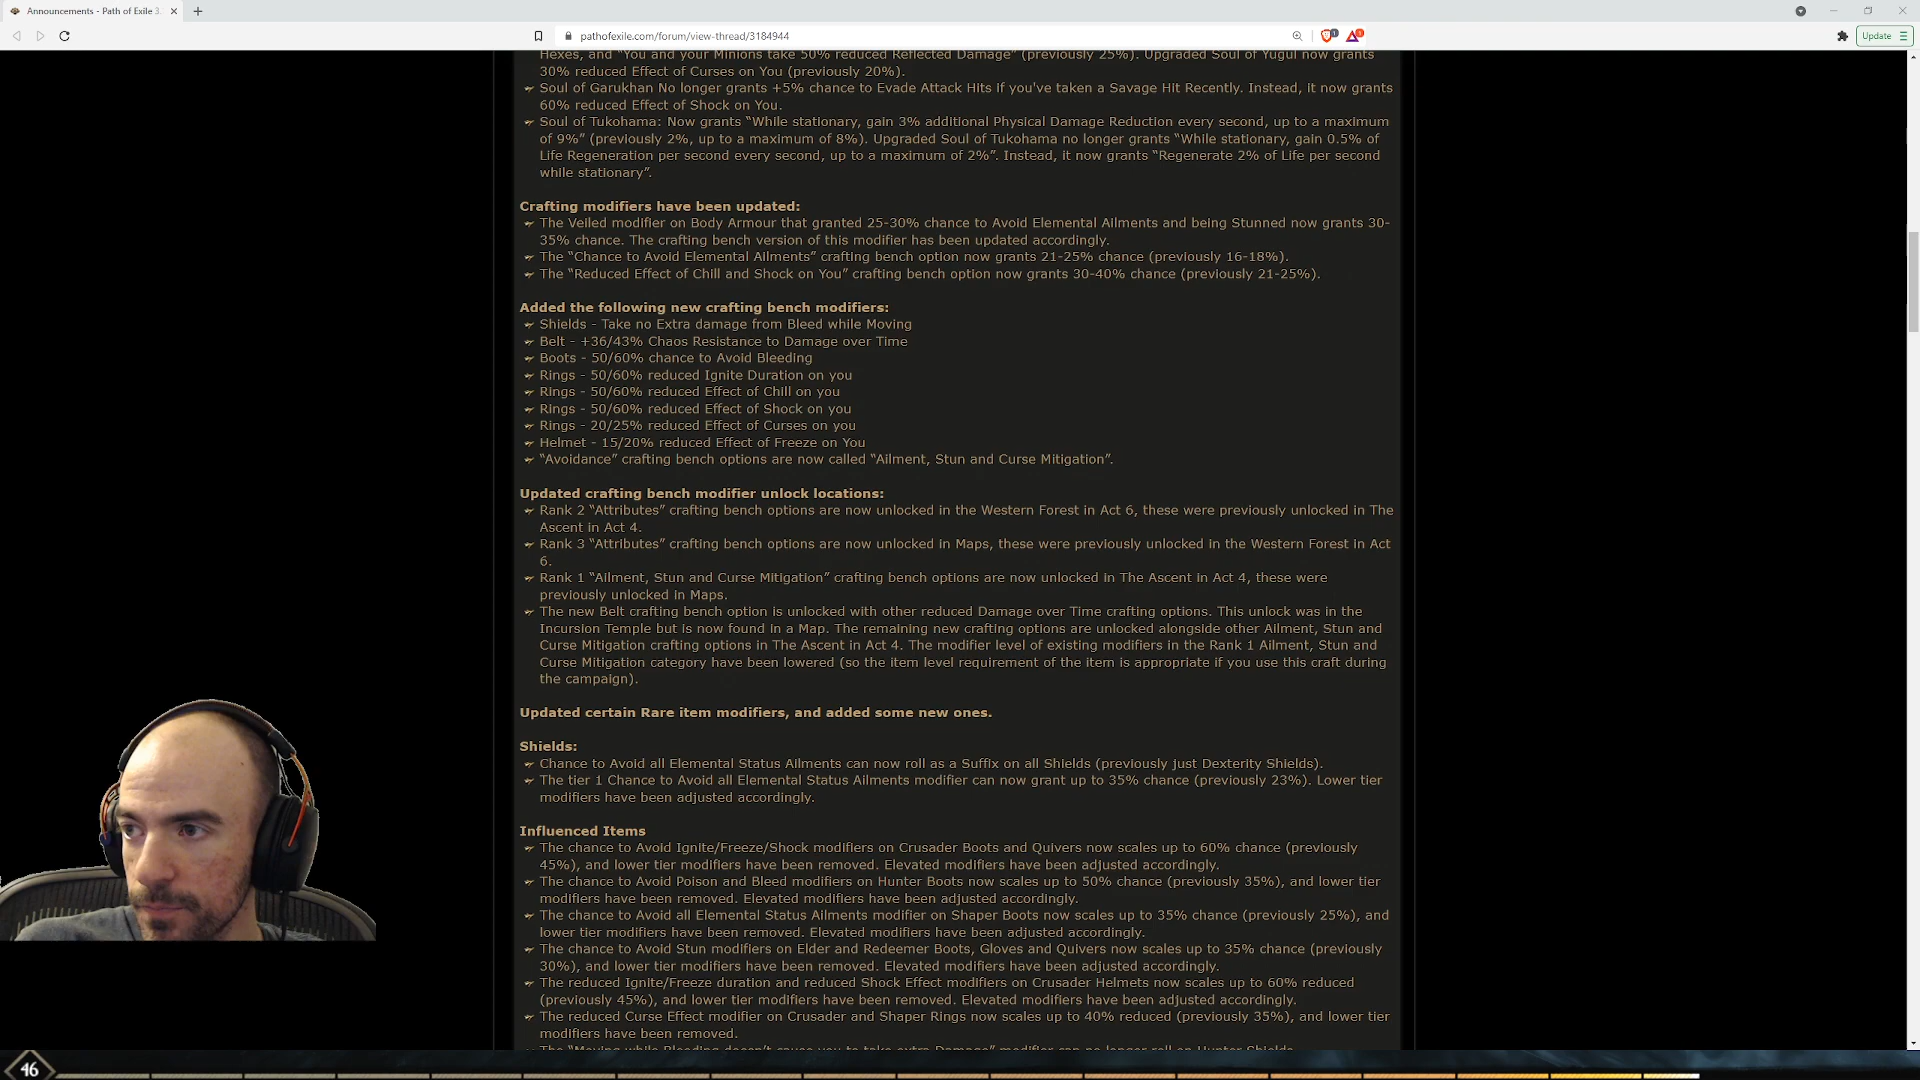 Announcements - Path of Exile 3.
pathofexile.com/forum/view-thread/3184944
Update
Hexes, and "You and your Minions take 50% reduced Reflected Damage" (previously 25%). Upgraded Soul of Yugul now grants
30% reduced Effect of Curses on You (previously 20%).
Soul of Garukhan No longer grants +5% chance to Evade Attack Hits if you've taken a Savage Hit Recently. Instead, it now grants
60% reduced Effect of Shock on You.
Soul of Tukohama: Now grants “While stationary, gain 3% additional Physical Damage Reduction every second, up to a maximum
of 9%” (previously 2%, up to a maximum of 8%). Upgraded Soul of Tukohama no longer grants “While stationary, gain 0.5% of
Life Regeneration per second every second, up to a maximum of 2%”. Instead, it now grants “Regenerate 2% of Life per second
while stationary”.
Crafting modifiers have been updated:
The Veiled modifier on Body Armour that granted 25-30% chance to Avoid Elemental Ailments and being Stunned now grants 30-
35% chance. The crafting bench version of this modifier has been updated accordingly.
The “Chance to Avoid Elemental Ailments” crafting bench option now grants 21-25% chance (previously 16-18%).
The “Reduced Effect of Chill and Shock on You” crafting bench option now grants 30-40% chance (previously 21-25%).
Added the following new crafting bench modifiers:
Shields - Take no Extra damage from Bleed while Moving
Belt - +36/43% Chaos Resistance to Damage over Time
Boots - 50/60% chance to Avoid Bleeding
Rings - 50/60% reduced Ignite Duration on you
Rings - 50/60% reduced Effect of Chill on you
Rings - 50/60% reduced Effect of Shock on you
Rings - 20/25% reduced Effect of Curses on you
Helmet - 15/20% reduced Effect of Freeze on You
“Avoidance” crafting bench options are now called “Ailment, Stun and Curse Mitigation”.
Updated crafting bench modifier unlock locations:
Rank 2 “Attributes” crafting bench options are now unlocked in the Western Forest in Act 6, these were previously unlocked in The
Ascent in Act 4.
Rank 3 “Attributes” crafting bench options are now unlocked in Maps, these were previously unlocked in the Western Forest in Act
6.
Rank 1 “Ailment, Stun and Curse Mitigation” crafting bench options are now unlocked in The Ascent in Act 4, these were
previously unlocked in Maps.
The new Belt crafting bench option is unlocked with other reduced Damage over Time crafting options. This unlock was in the
Incursion Temple but is now found in a Map. The remaining new crafting options are unlocked alongside other Ailment, Stun and
Curse Mitigation crafting options in The Ascent in Act 4. The modifier level of existing modifiers in the Rank 1 Ailment, Stun and
Curse Mitigation category have been lowered (so the item level requirement of the item is appropriate if you use this craft during
the campaign).
Updated certain Rare item modifiers, and added some new ones.
Shields:
Chance to Avoid all Elemental Status Ailments can now roll as a Suffix on all Shields (previously just Dexterity Shields).
The tier 1 Chance to Avoid all Elemental Status Ailments modifier can now grant up to 35% chance (previously 23%). Lower tier
modifiers have been adjusted accordingly.
Influenced Items
The chance to Avoid Ignite/Freeze/Shock modifiers on Crusader Boots and Quivers now scales up to 60% chance (previously
45%), and lower tier modifiers have been removed. Elevated modifiers have been adjusted accordingly.
The chance to Avoid Poison and Bleed modifiers on Hunter Boots now scales up to 50% chance (previously 35%), and lower tier
modifiers have been removed. Elevated modifiers have been adjusted accordingly.
The chance to Avoid all Elemental Status Ailments modifier on Shaper Boots now scales up to 35% chance (previously 25%), and
lower tier modifiers have been removed. Elevated modifiers have been adjusted accordingly.
The chance to Avoid Stun modifiers on Elder and Redeemer Boots, Gloves and Quivers now scales up to 35% chance (previously
30%), and lower tier modifiers have been removed. Elevated modifiers have been adjusted accordingly.
The reduced Ignite/Freeze duration and reduced Shock Effect modifiers on Crusader Helmets now scales up to 60% reduced
(previously 45%), and lower tier modifiers have been removed. Elevated modifiers have been adjusted accordingly.
The reduced Curse Effect modifier on Crusader and Shaper Rings now scales up to 40% reduced (previously 35%), and lower tier
modifiers have been removed.
The "Moving while Bleeding doesn't cause you to take extra Damage" modifier can no longer roll on Hunter Shields.
46